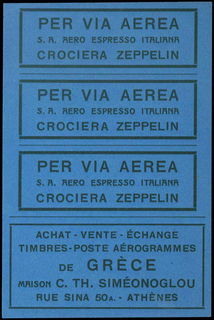 PER VIA AEREA
S. A. AERO ESPRESSO ITALIANA
CROCIERA ZEPPELIN
PER VIA AEREA
S. A. AERO ESPRESSO ITALIANA
CROCIERA ZEPPELIN
PER VIA AEREA
S. A. AERO ESPRESSO ITALIANA
CROCIERA ZEPPELIN
ACHAT - VENTE - ÉCHANGE
TIMBRES-POSTE AÉROGRAMMES
DE GRÈCE
MAISON C. TH. SIMÉONOGLOU
RUE SINA 50A. - ATHÈNES